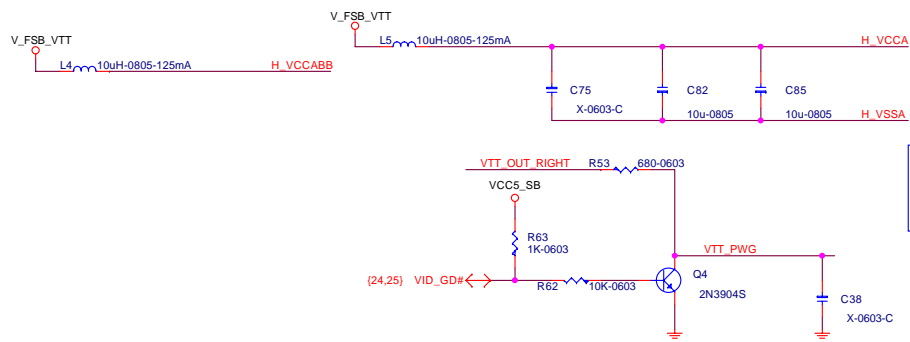 V_FSB_VTT
V_FSB_VTT
L5 10uH-0805-125mA H_VCCA
L4 10uH-0805-125mA H_VCCABB
C75 C82 C85
X-0603-C
10u-0805 10u-0805 H_VSSA
VTT_OUT_RIGHT R53 680-0603
VCC5_SB
R63
1K-0603
VTT_PWG
{24,25} VID_GD# R62 10K-0603 Q4
2N3904S
C38
X-0603-C